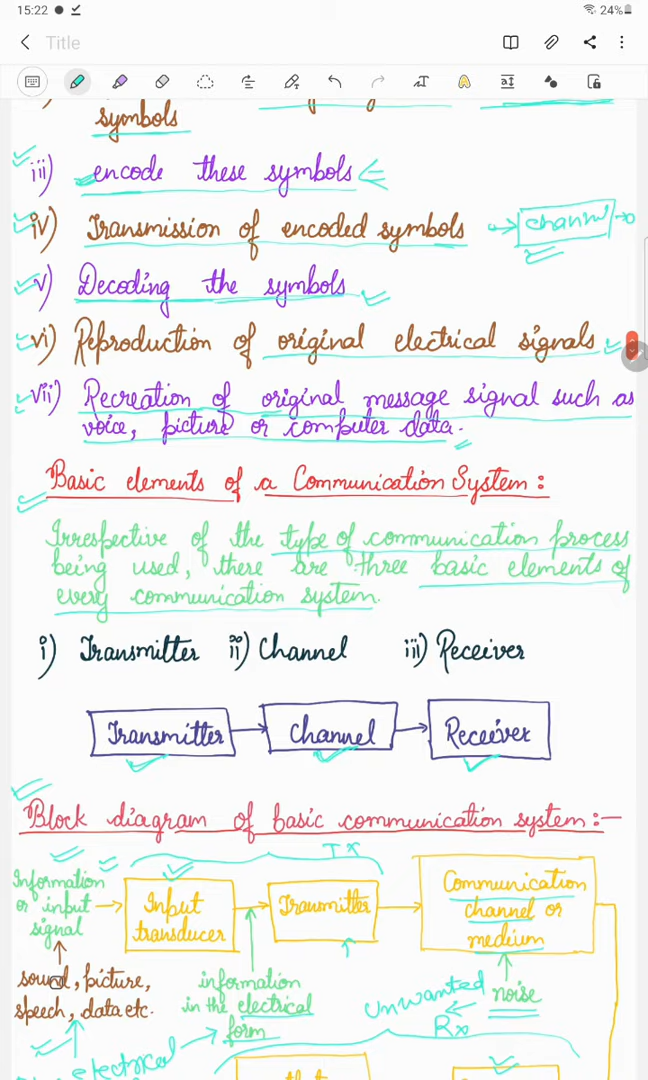 15:22
24%
Title
symbols
iii) encode these symbols
iv) Transmission of encoded symbols
channel
v) Decoding the symbols
vi) Reproduction of original electrical signals
vii) Recreation of original message signal such as
voice, picture or computer data.
Basic elements of a Communication System:
Irrespective of the type of communication process
being used, there are three basic elements of
every communication system.
i) Transmitter ii) Channel iii) Receiver
Transmitter Channel Receiver
Block diagram of basic communication system:-
Tx
Information
or input
signal
Input
transducer
Transmitter
Communication
channel or
medium
sound, picture,
speech, data etc.
information
in the electrical
form
unwanted
noise
Rx
electrical